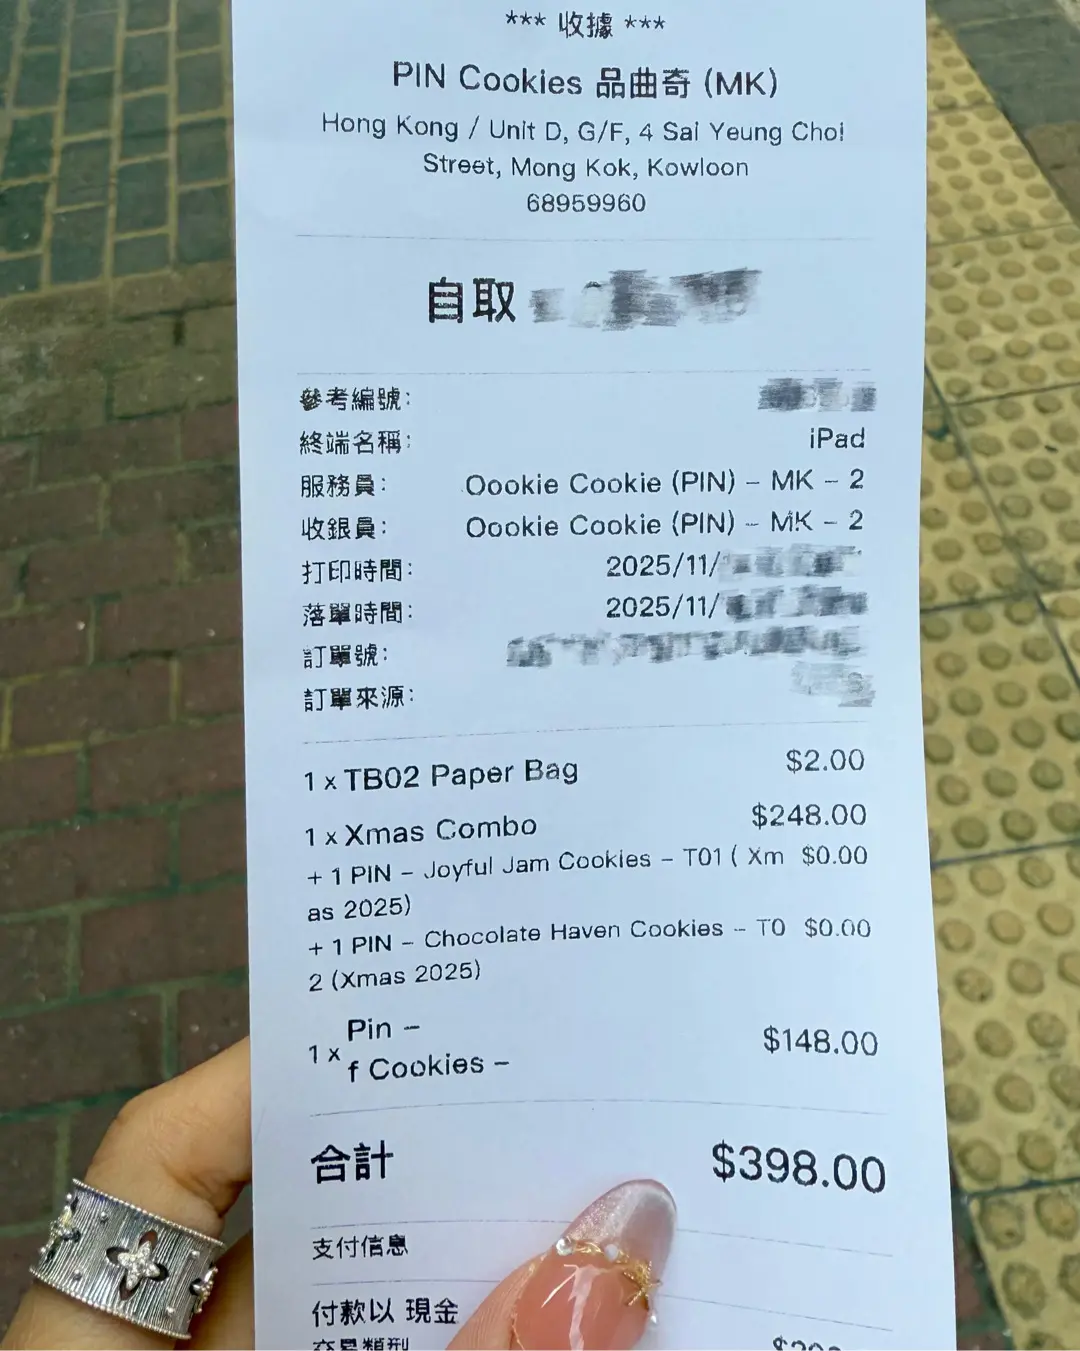 *** 收據 ***
PIN Cookies 品曲奇 (MK)
Hong Kong / Unit D, G/F, 4 Sai Yeung Choi
Street, Mong Kok, Kowloon
68959960
自取
參考編號:
終端名稱: iPad
服務員: Oookie Cookie (PIN) - MK - 2
收銀員: Oookie Cookie (PIN) - MK - 2
打印時間: 2025/11/
落單時間: 2025/11/
訂單號:
訂單來源:
1 x TB02 Paper Bag $2.00
1 x Xmas Combo $248.00
+ 1 PIN - Joyful Jam Cookies - T01 ( Xm $0.00
as 2025)
+ 1 PIN - Chocolate Haven Cookies - T0 $0.00
2 (Xmas 2025)
Pin -
1 x $148.00
f Cookies -
合計 $398.00
支付信息
付款以 現金
交易類型